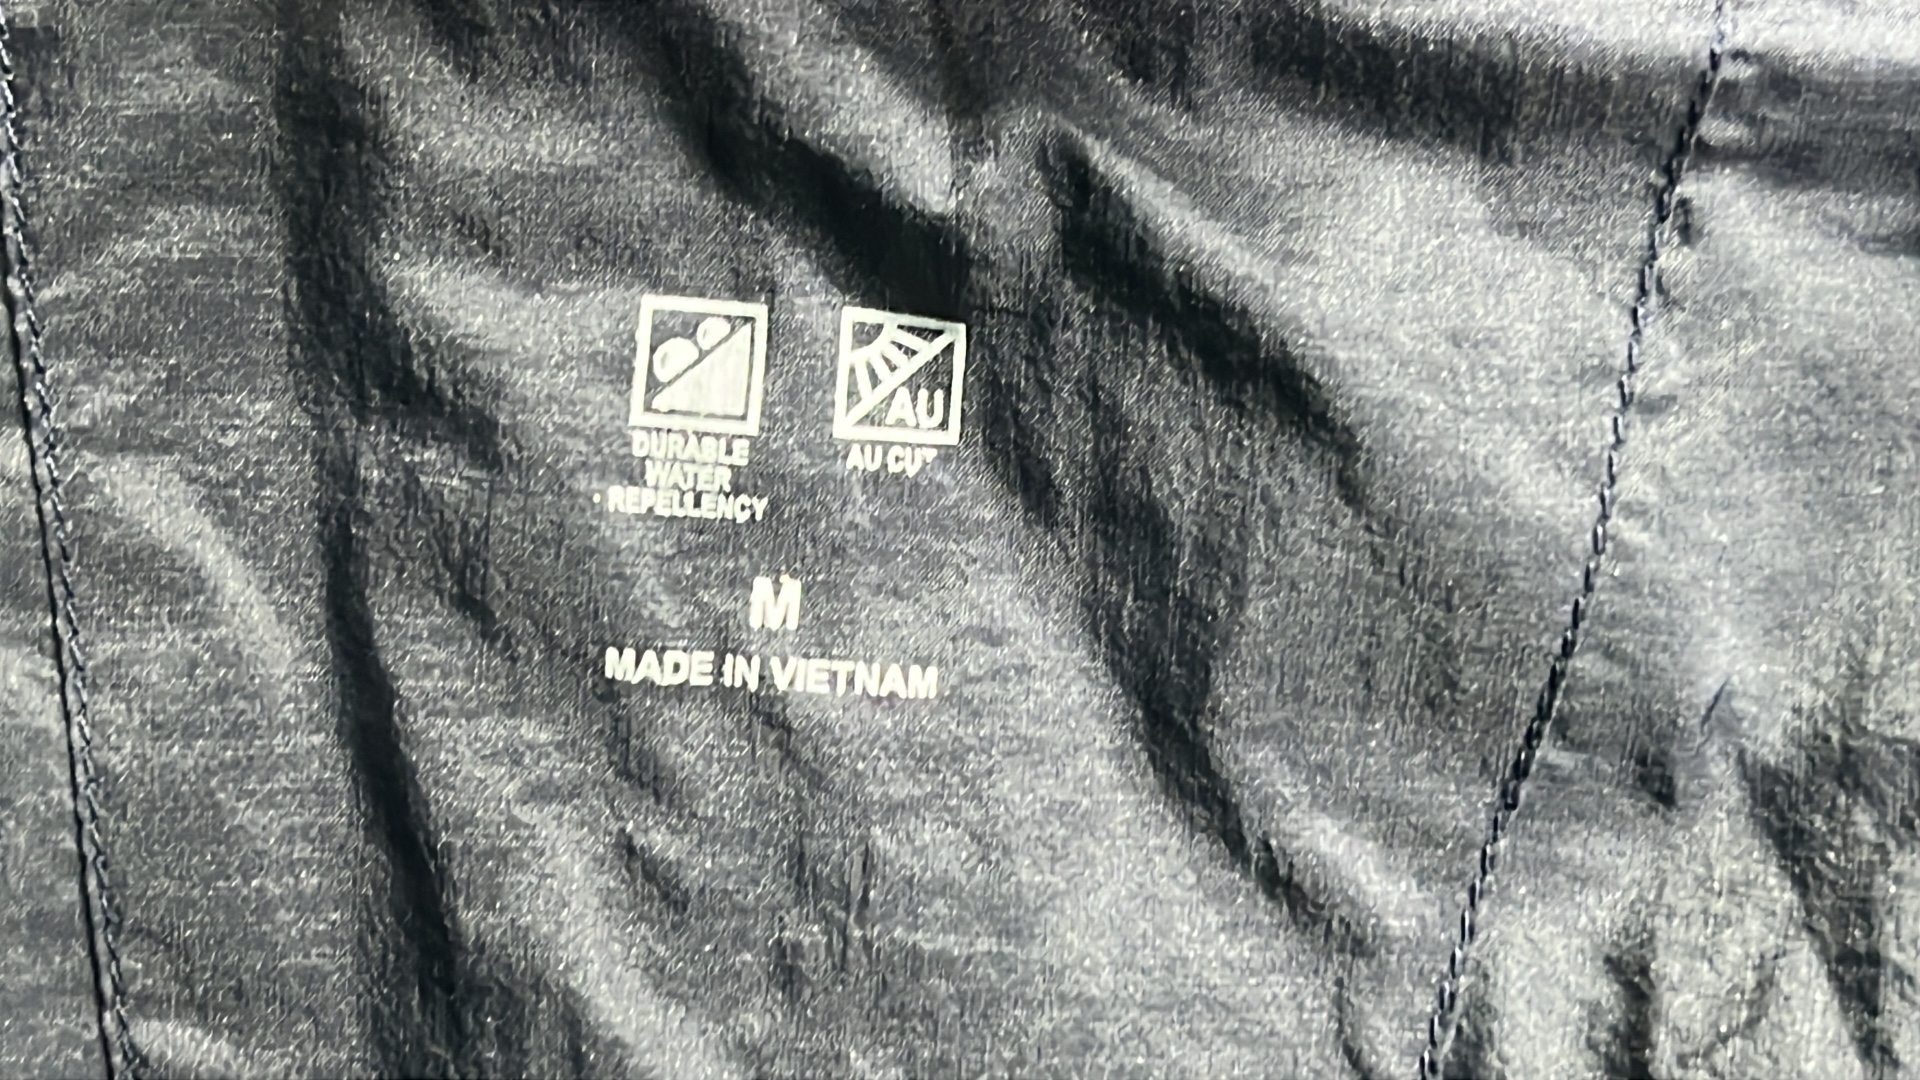 AU
DURABLE
WATER
REPELLENCY
AU CUT
M
MADE IN VIETNAM